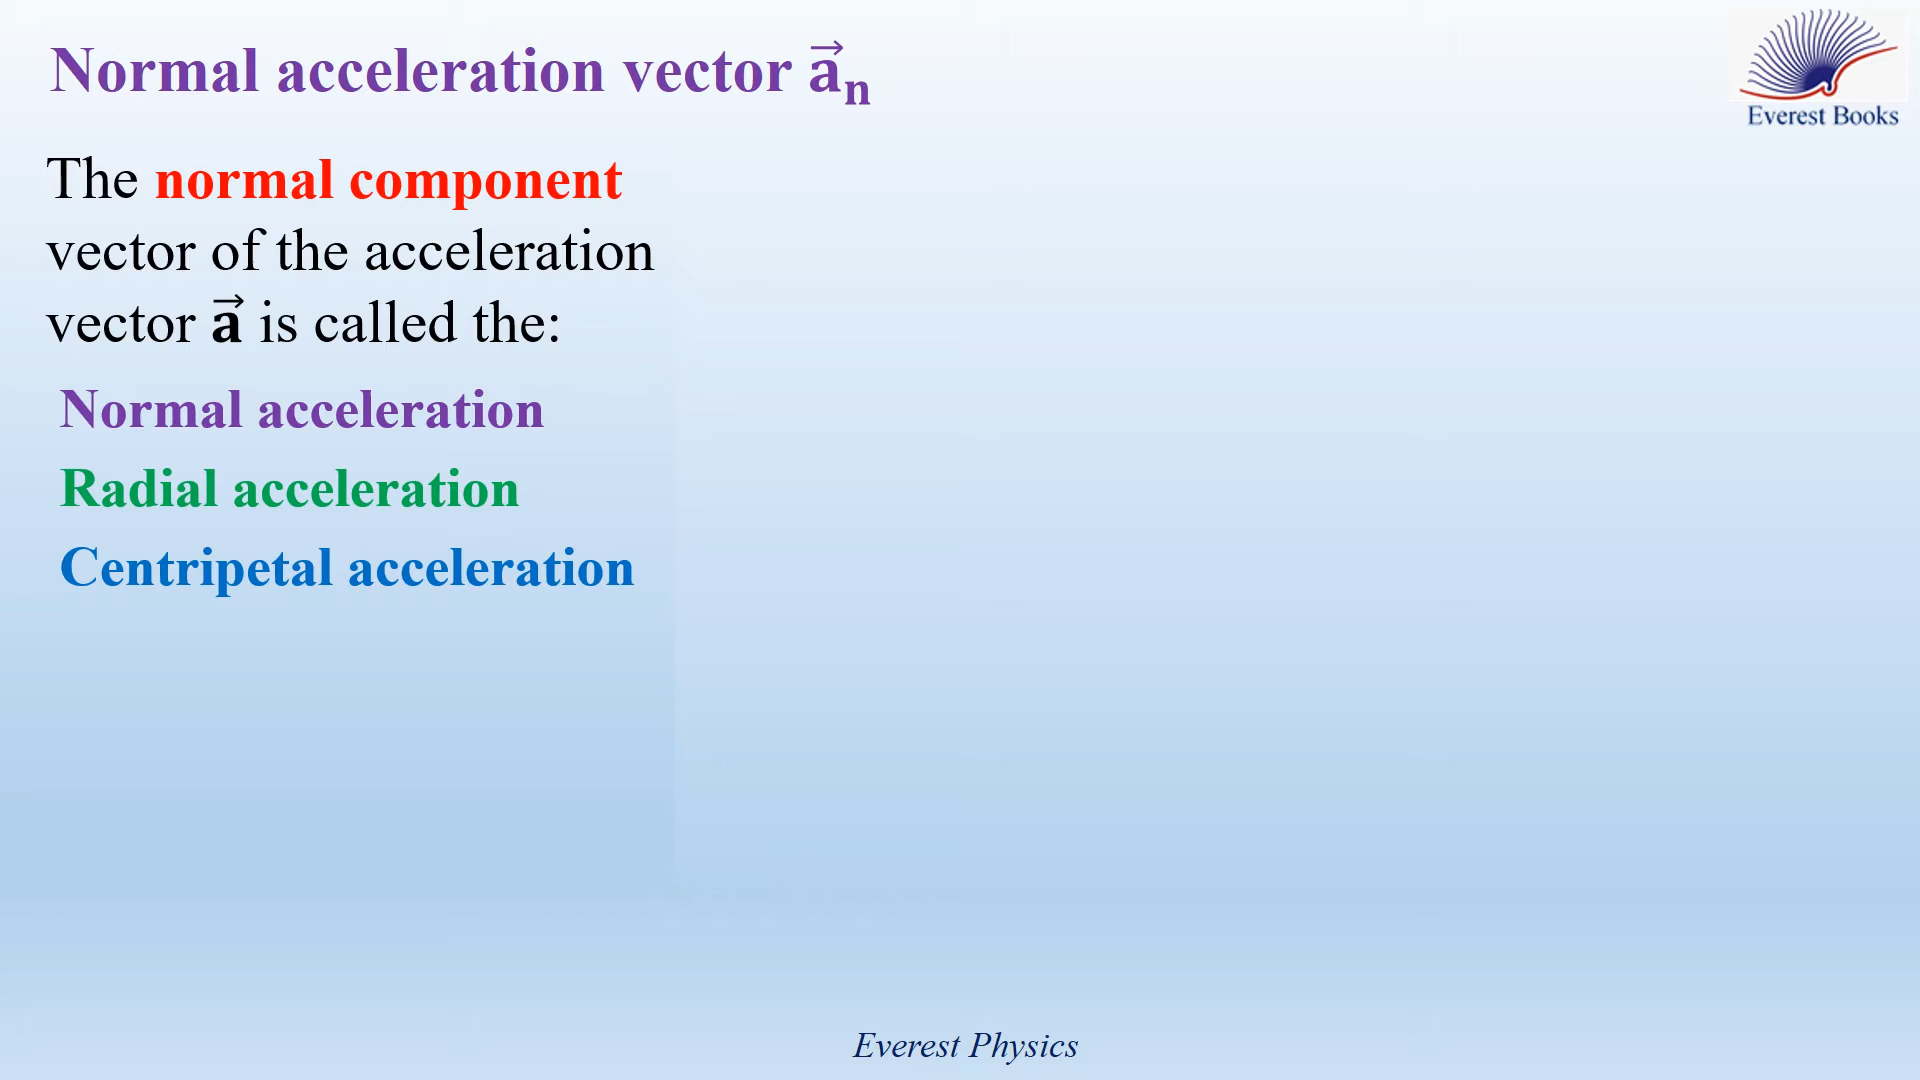 Normal acceleration vector a⃗ₙ
Everest Books
The normal component
vector of the acceleration
vector a⃗ is called the:
Normal acceleration
Radial acceleration
Centripetal acceleration
Everest Physics